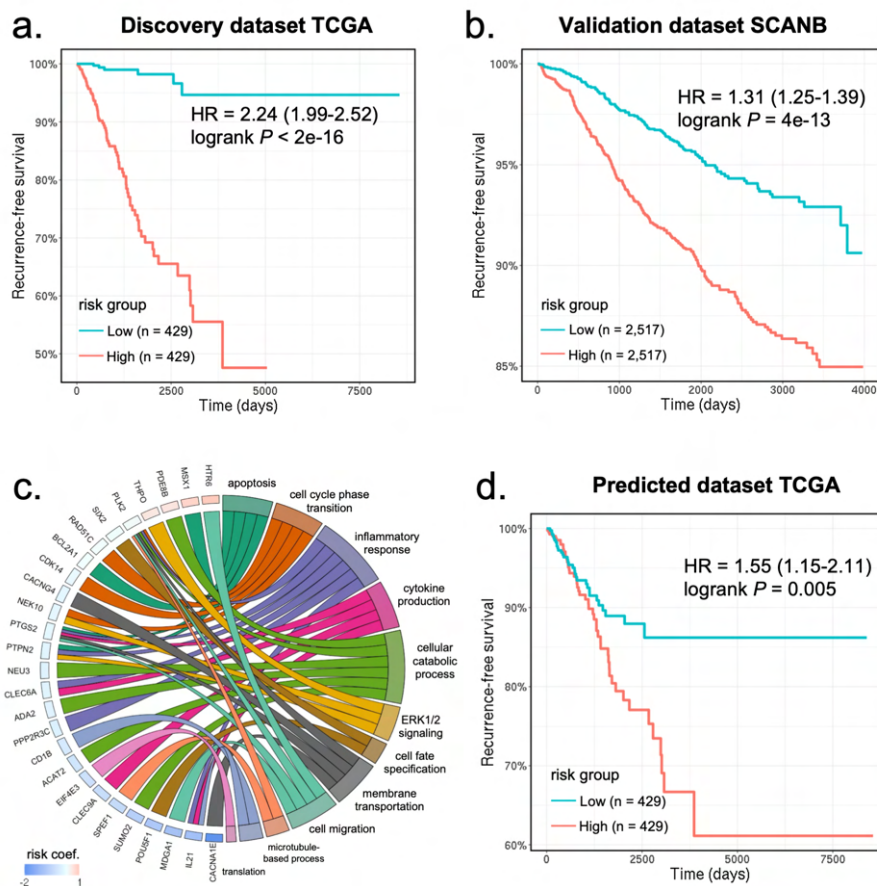 a.
Discovery dataset TCGA
100%
90%
80%
70%
60%
50%
Recurrence-free survival
HR = 2.24 (1.99-2.52)
logrank P < 2e-16
risk group
Low (n = 429)
High (n = 429)
0
2500
5000
7500
Time (days)
b.
Validation dataset SCANB
100%
95%
90%
85%
Recurrence-free survival
HR = 1.31 (1.25-1.39)
logrank P = 4e-13
risk group
Low (n = 2,517)
High (n = 2,517)
0
1000
2000
3000
4000
Time (days)
c.
HTR6
MSX1
PDE8B
THPO
PLK2
SIX2
RAD51C
BCL2A1
CDK14
CACNG4
NEK10
PTGS2
PTPN2
NEU3
CLEC6A
ADA2
PPP2R3C
CD1B
ACAT2
EIF4E3
CLEC9A
SPEF1
SUMO2
POU5F1
MDGA1
IL21
CACNA1E
apoptosis
cell cycle phase
transition
inflammatory
response
cytokine
production
cellular
catabolic
process
ERK1/2
signaling
cell fate
specification
membrane
transportation
cell migration
microtubule-
based process
translation
risk coef.
-2
1
d.
Predicted dataset TCGA
100%
90%
80%
70%
60%
Recurrence-free survival
HR = 1.55 (1.15-2.11)
logrank P = 0.005
risk group
Low (n = 429)
High (n = 429)
0
2500
5000
7500
Time (days)